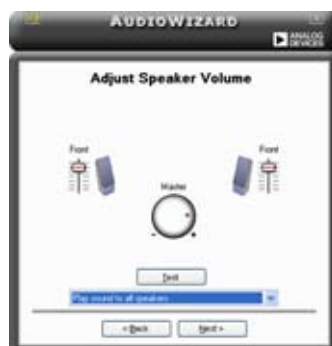 AUDIOWIZARD
ANALOG
DEVICES
Adjust Speaker Volume
Front
Front
Master
-
+
Test
Play sound to all speakers
< Back
Next >